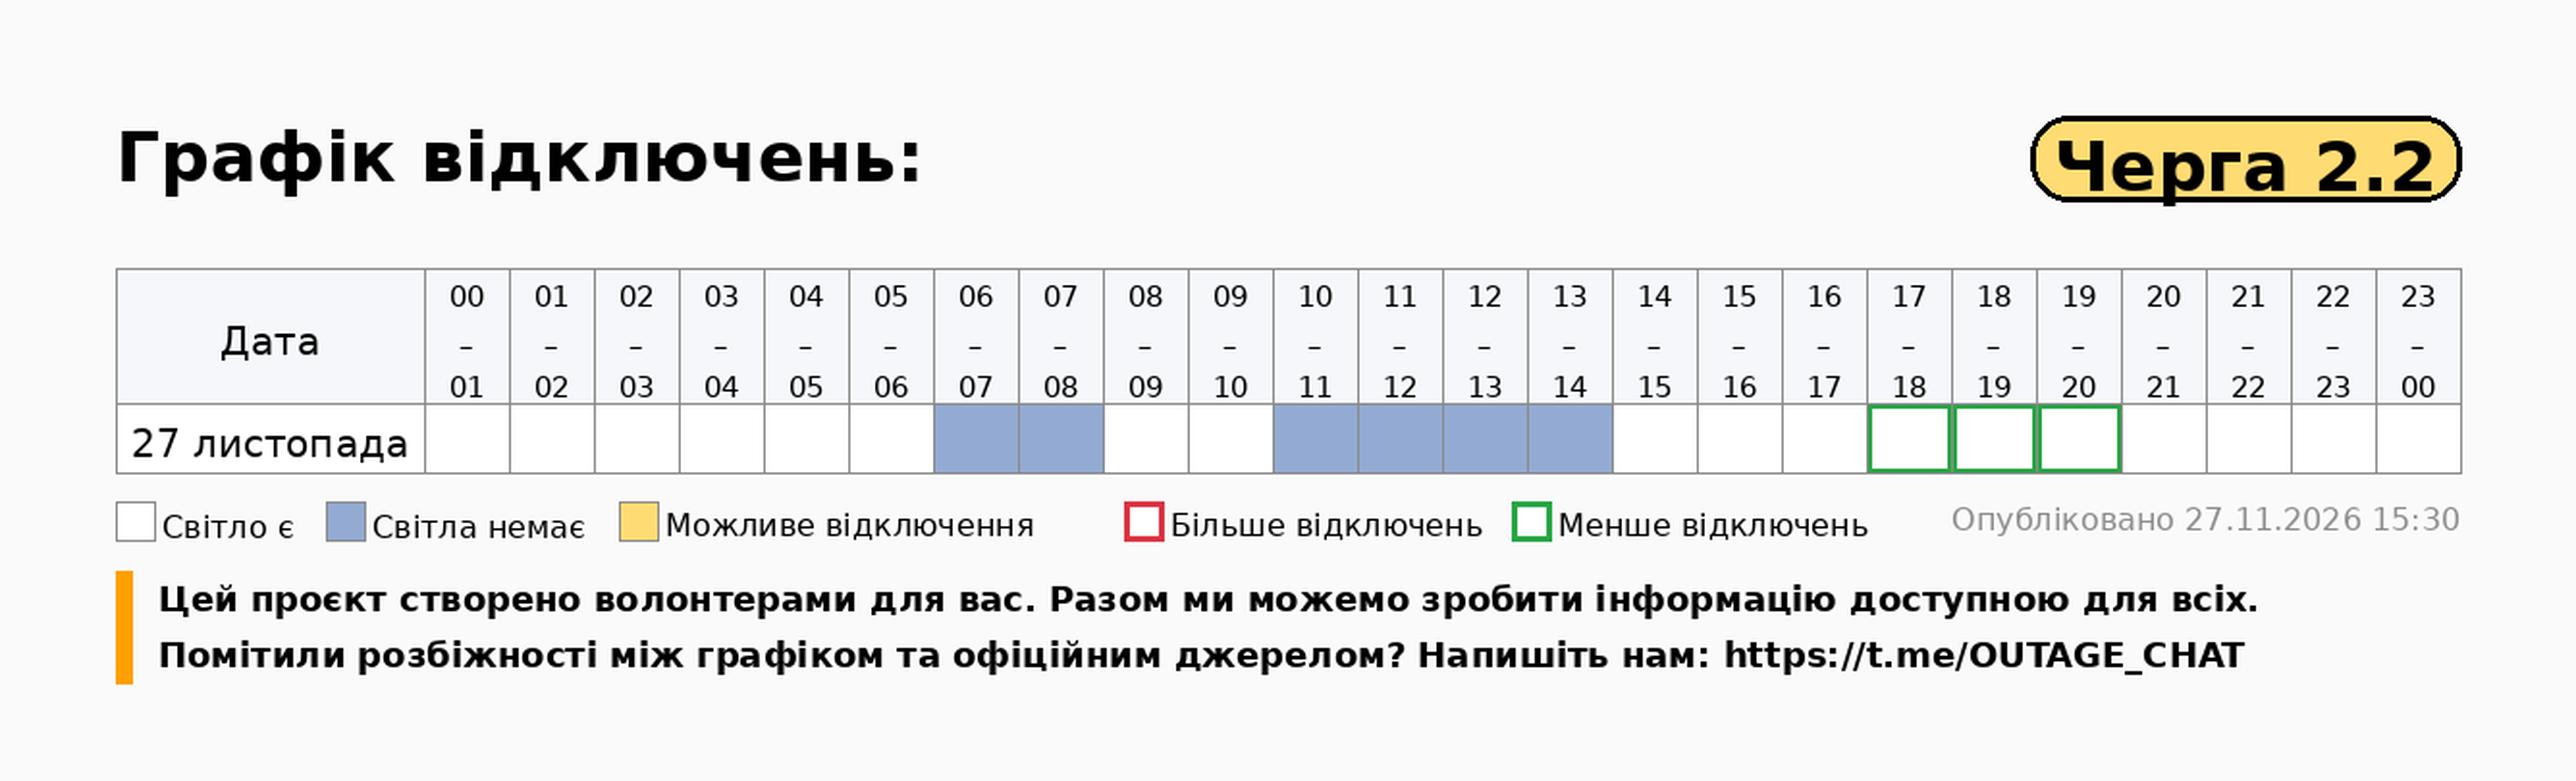 Графік відключень:
Черга 2.2
Дата 00 – 01 01 – 02 02 – 03 03 – 04 04 – 05 05 – 06 06 – 07 07 – 08 08 – 09 09 – 10 10 – 11 11 – 12 12 – 13 13 – 14 14 – 15 15 – 16 16 – 17 17 – 18 18 – 19 19 – 20 20 – 21 21 – 22 22 – 23 23 – 00
27 листопада
Світло є Світла немає Можливе відключення Більше відключень Менше відключень Опубліковано 27.11.2026 15:30
Цей проєкт створено волонтерами для вас. Разом ми можемо зробити інформацію доступною для всіх.
Помітили розбіжності між графіком та офіційним джерелом? Напишіть нам: https://t.me/OUTAGE_CHAT